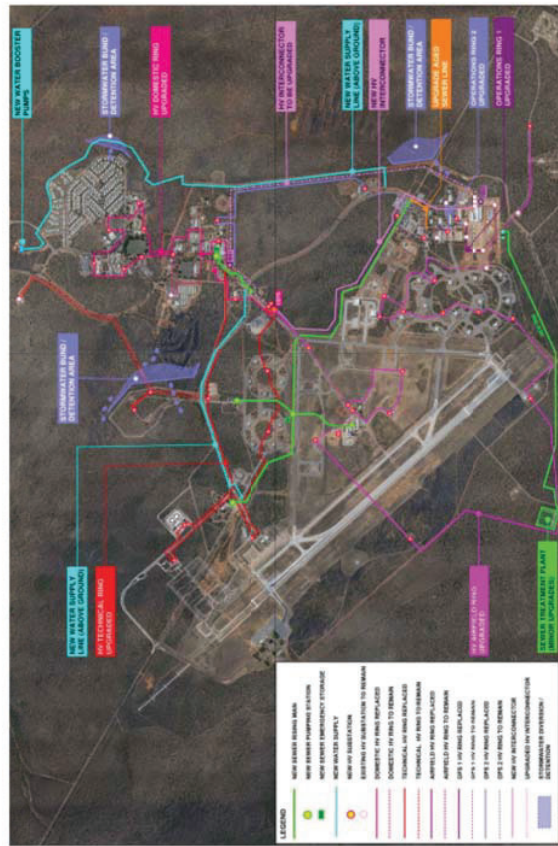 NEW WATER BOOSTER
PUMPS
STORMWATER BUND /
DETENTION AREA
HV DOMESTIC RING
UPGRADED
HV INTERCONNECTOR
TO BE UPGRADED
NEW WATER SUPPLY
LINE (ABOVE GROUND)
NEW HV
INTERCONNECTOR
STORMWATER BUND /
DETENTION AREA
UPGRADE AGED
SEWER LINE
OPERATIONS RING 2
UPGRADED
OPERATIONS RING 1
UPGRADED
STORMWATER BUND /
DETENTION AREA
NEW WATER SUPPLY
LINE (ABOVE GROUND)
HV TECHNICAL RING
UPGRADED
HV AIRFIELD RING
UPGRADED
SEWER TREATMENT PLANT
(MINOR UPGRADES)
LEGEND
NEW SEWER RISING MAIN
NEW SEWER PUMPING STATION
NEW SEWER EMERGENCY STORAGE
NEW WATER SUPPLY
NEW HV SUBSTATION
EXISTING HV SUBSTATION TO REMAIN
DOMESTIC HV RING REPLACED
DOMESTIC HV RING TO REMAIN
TECHNICAL HV RING REPLACED
TECHNICAL HV RING TO REMAIN
AIRFIELD HV RING REPLACED
AIRFIELD HV RING TO REMAIN
OPS 1 HV RING REPLACED
OPS 1 HV RING TO REMAIN
OPS 2 HV RING REPLACED
OPS 2 HV RING TO REMAIN
NEW HV INTERCONNECTOR
UPGRADED HV INTERCONNECTOR
STORMWATER DIVERSION /
DETENTION